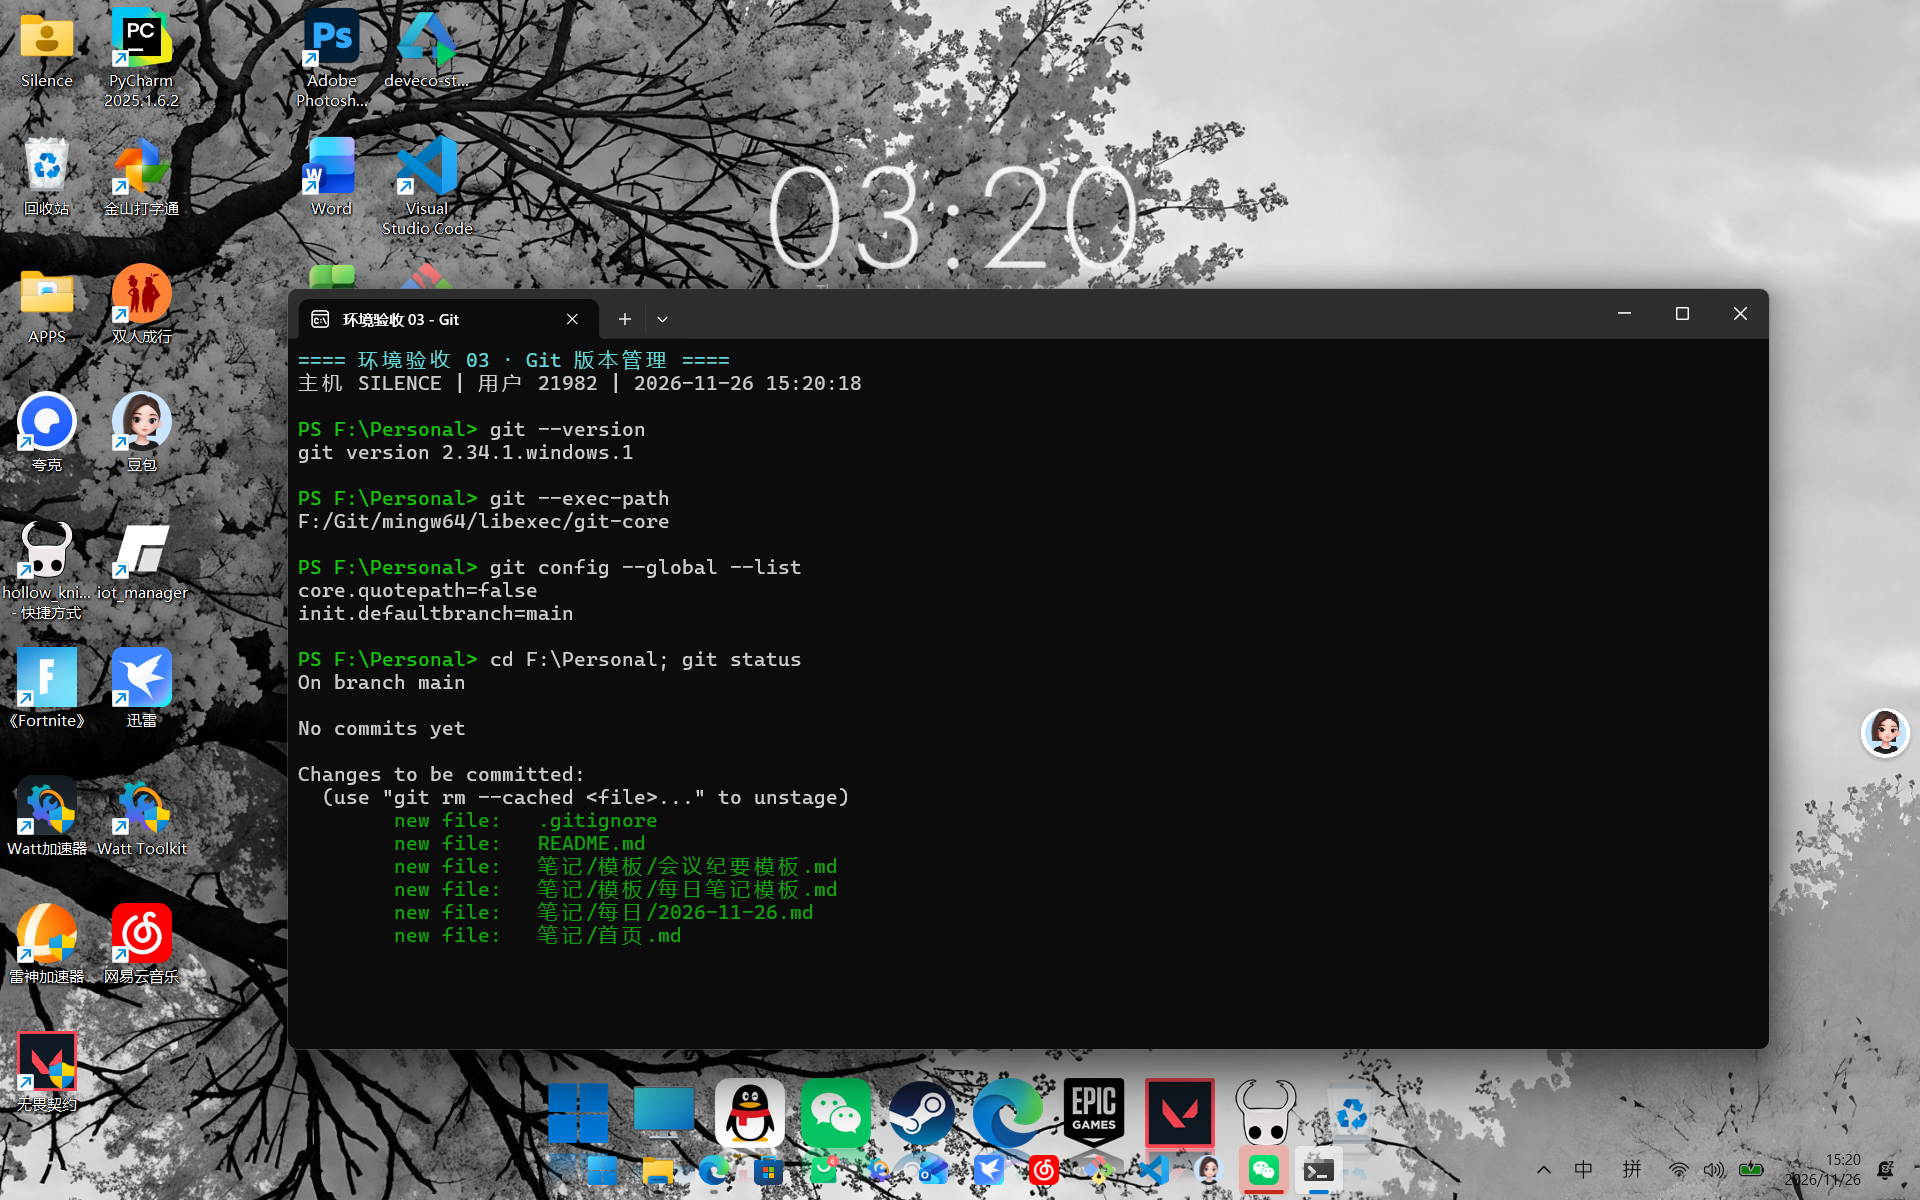 Silence
PyCharm
2025.1.6.2
Adobe
Photosh...
deveco-st...
回收站
金山打字通
Word
Visual
Studio Code
03:20
APPS
双人成行
夸克
豆包
hollow_kni...
- 快捷方式
iot_manager
《Fortnite》
迅雷
Watt加速器
Watt Toolkit
雷神加速器
网易云音乐
无畏契约
环境验收 03 - Git
==== 环境验收 03 · Git 版本管理 ====
主机 SILENCE | 用户 21982 | 2026-11-26 15:20:18
PS F:\Personal> git --version
git version 2.34.1.windows.1
PS F:\Personal> git --exec-path
F:/Git/mingw64/libexec/git-core
PS F:\Personal> git config --global --list
core.quotepath=false
init.defaultbranch=main
PS F:\Personal> cd F:\Personal; git status
On branch main
No commits yet
Changes to be committed:
(use "git rm --cached <file>..." to unstage)
new file: .gitignore
new file: README.md
new file: 笔记/模板/会议纪要模板.md
new file: 笔记/模板/每日笔记模板.md
new file: 笔记/每日/2026-11-26.md
new file: 笔记/首页.md
EPIC
GAMES
中
拼
15:20
2026/11/26